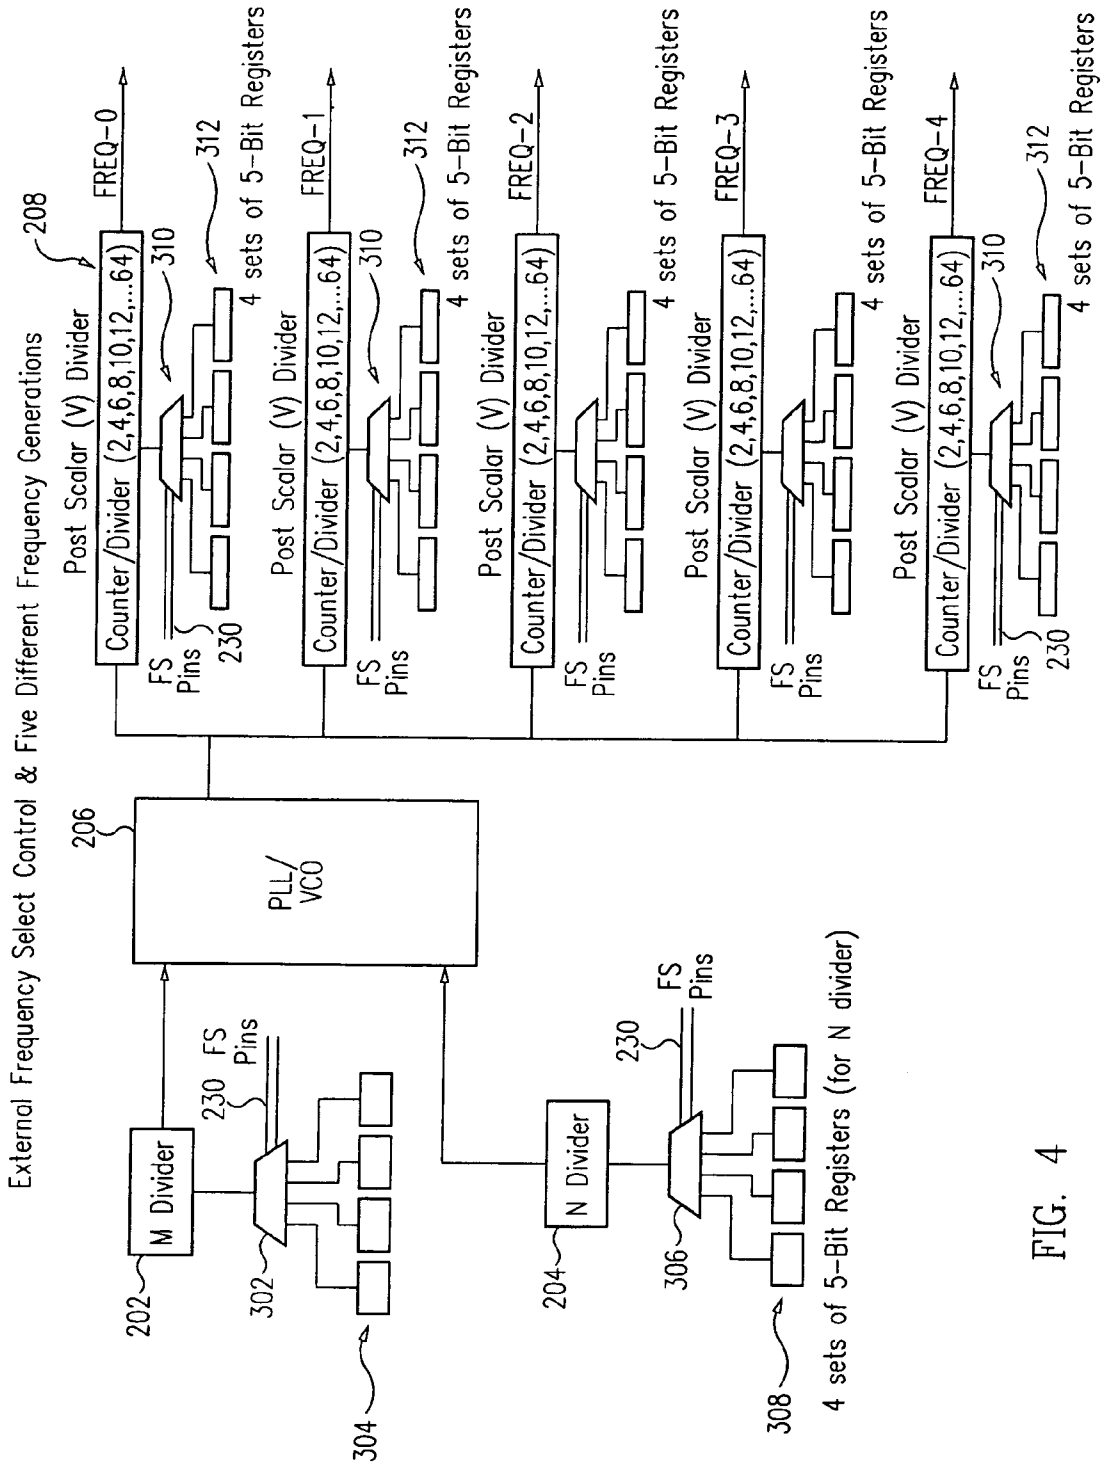 External Frequency Select Control & Five Different Frequency Generations
202
M Divider
302
230
FS
Pins
304
204
N Divider
306
230
FS
Pins
308
4 sets of 5-Bit Registers (for N divider)
206
PLL/
VCO
Post Scalar (V) Divider
208
Counter/Divider (2,4,6,8,10,12,...64)
FREQ-0
FS
Pins
230
310
312
4 sets of 5-Bit Registers
Post Scalar (V) Divider
Counter/Divider (2,4,6,8,10,12,...64)
FREQ-1
FS
Pins
310
312
4 sets of 5-Bit Registers
Post Scalar (V) Divider
Counter/Divider (2,4,6,8,10,12,...64)
FREQ-2
FS
Pins
4 sets of 5-Bit Registers
Post Scalar (V) Divider
Counter/Divider (2,4,6,8,10,12,...64)
FREQ-3
FS
Pins
4 sets of 5-Bit Registers
Post Scalar (V) Divider
Counter/Divider (2,4,6,8,10,12,...64)
FREQ-4
FS
Pins
230
310
312
4 sets of 5-Bit Registers
FIG. 4